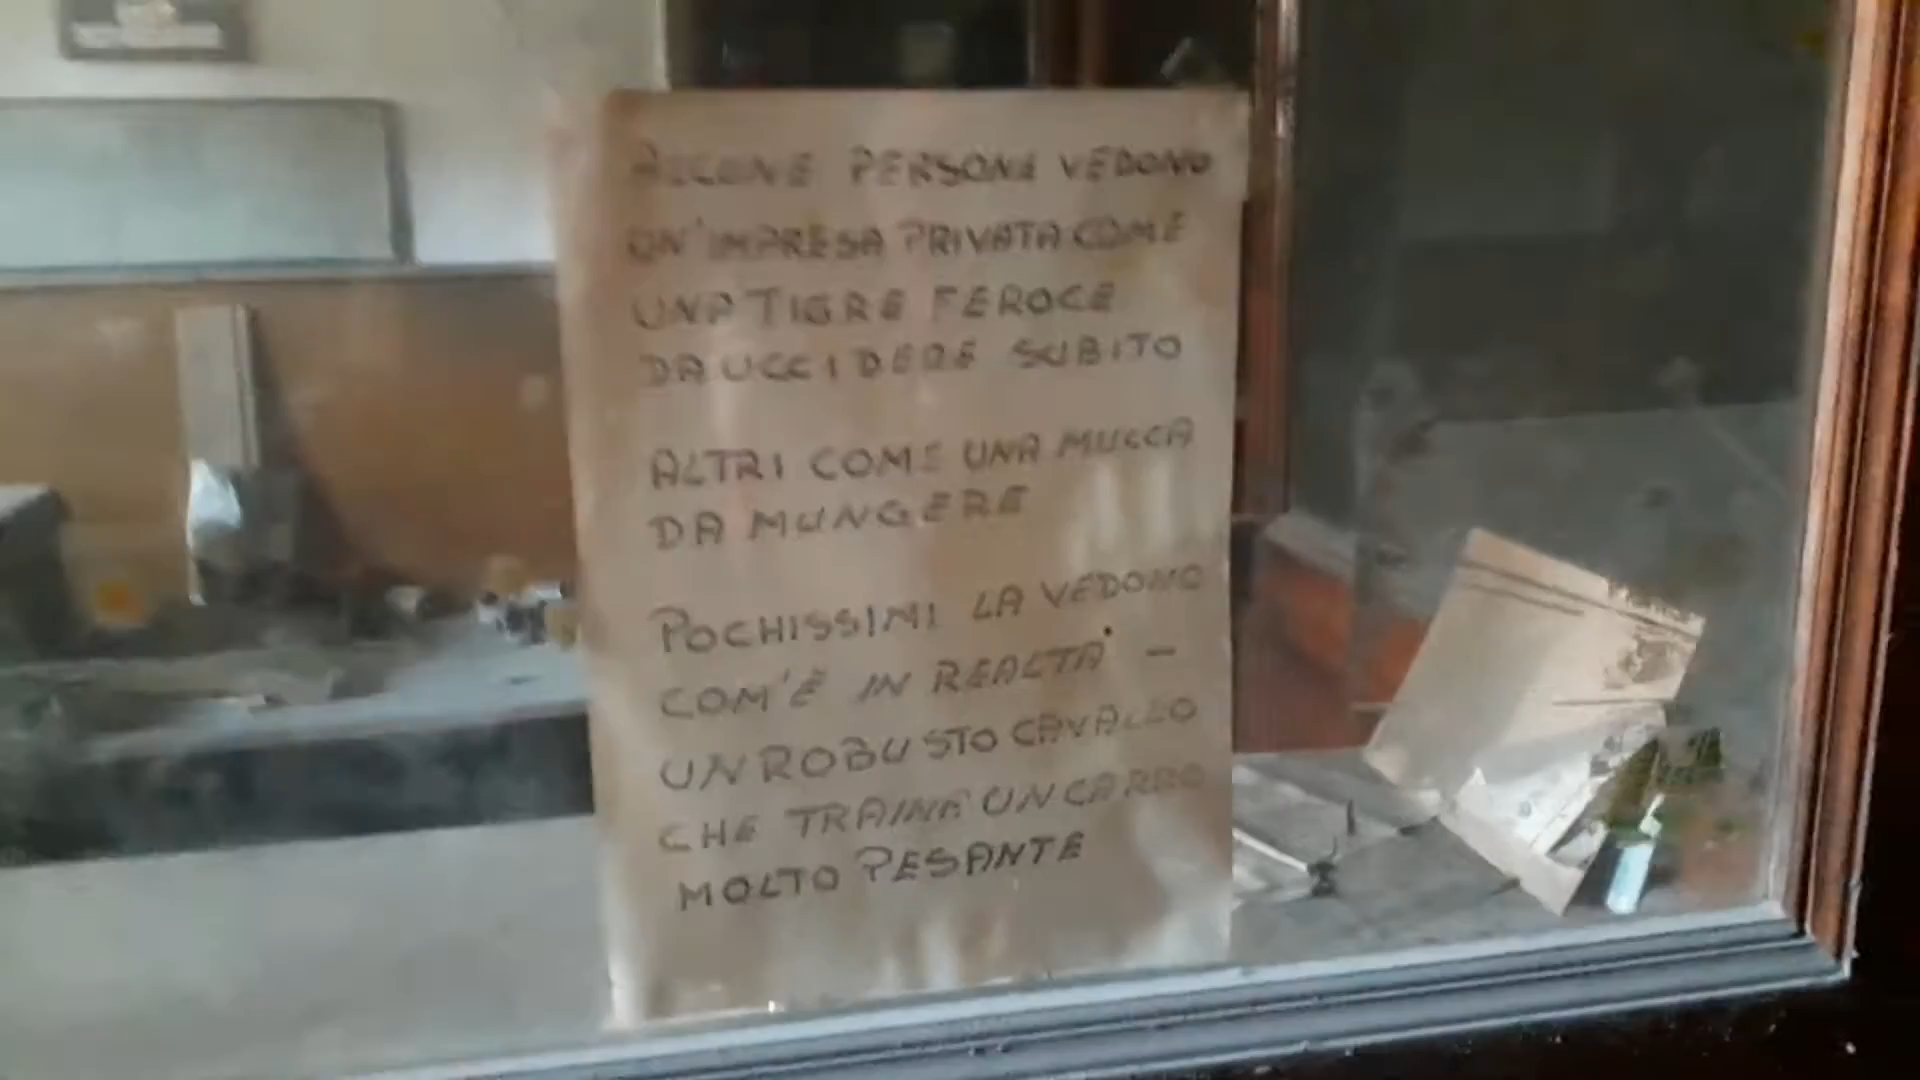 ALCUNE PERSONE VEDONO
UN'IMPRESA PRIVATA COME
UNA TIGRE FEROCE
DA UCCIDERE SUBITO
ALTRI COME UNA MUCCA
DA MUNGERE
POCHISSIMI LA VEDONO
COM'È IN REALTA' -
UN ROBUSTO CAVALLO
CHE TRAINA UN CARRO
MOLTO PESANTE